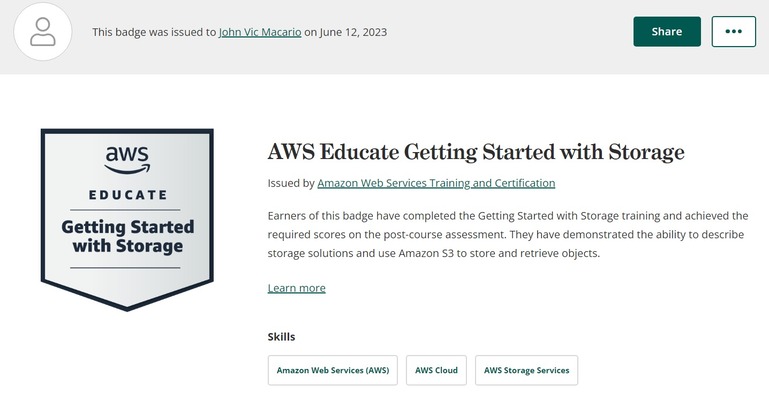 This badge was issued to John Vic Macario on June 12, 2023
Share
aws
EDUCATE
Getting Started
with Storage
AWS Educate Getting Started with Storage
Issued by Amazon Web Services Training and Certification
Earners of this badge have completed the Getting Started with Storage training and achieved the
required scores on the post-course assessment. They have demonstrated the ability to describe
storage solutions and use Amazon S3 to store and retrieve objects.
Learn more
Skills
Amazon Web Services (AWS)
AWS Cloud
AWS Storage Services